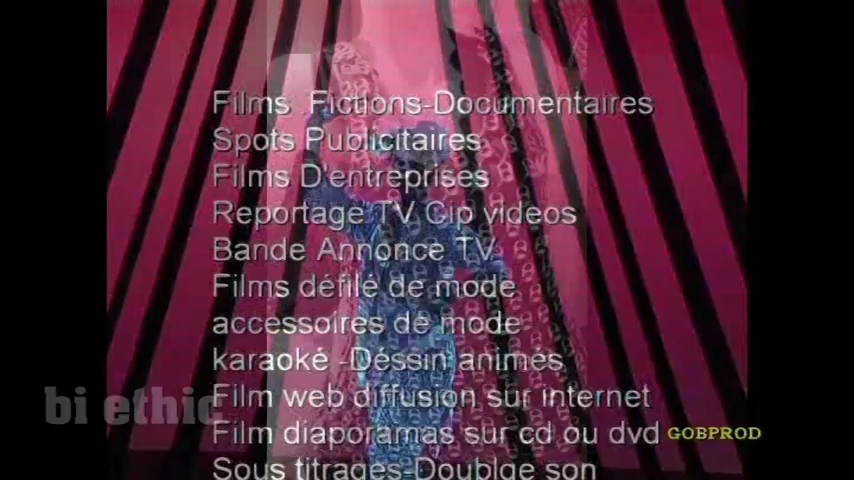 Films Fictions-Documentaires
Spots Publicitaires
Films D'entreprises
Reportage TV Cip videos
Bande Annonce TV
Films défilé de mode
accessoires de mode
karaoké -Déssin animés
Film web diffusion sur internet
bi ethic
Film diaporamas sur cd ou dvd
GOBPROD
Sous titrages-Doublge son